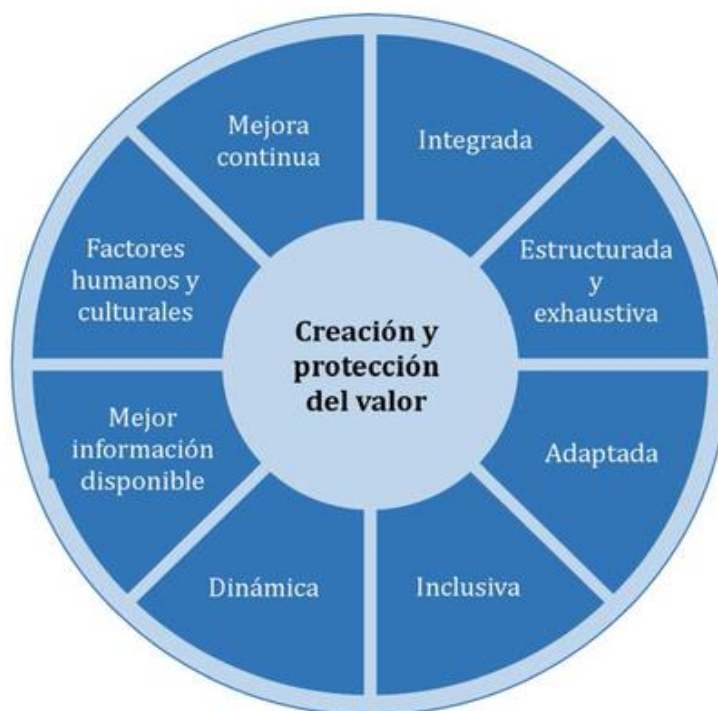 Creación y
protección
del valor
Integrada
Estructurada
y
exhaustiva
Adaptada
Inclusiva
Dinámica
Mejor
información
disponible
Factores
humanos y
culturales
Mejora
continua